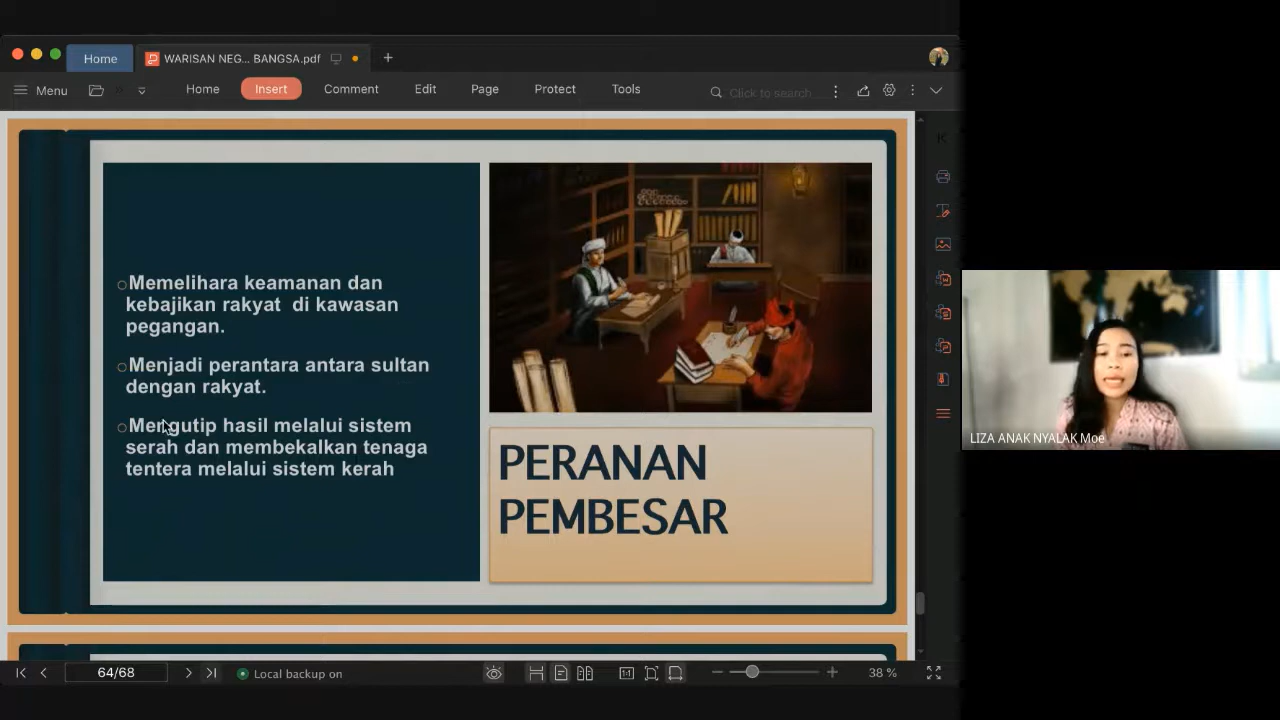 Home
WARISAN NEG... BANGSA.pdf
Menu
Home Insert Comment Edit Page Protect Tools
Click to search
Memelihara keamanan dan
kebajikan rakyat di kawasan
pegangan.
Menjadi perantara antara sultan
dengan rakyat.
Mengutip hasil melalui sistem
serah dan membekalkan tenaga
tentera melalui sistem kerah
PERANAN
PEMBESAR
LIZA ANAK NYALAK Moe
64/68
Local backup on
1:1
38 %